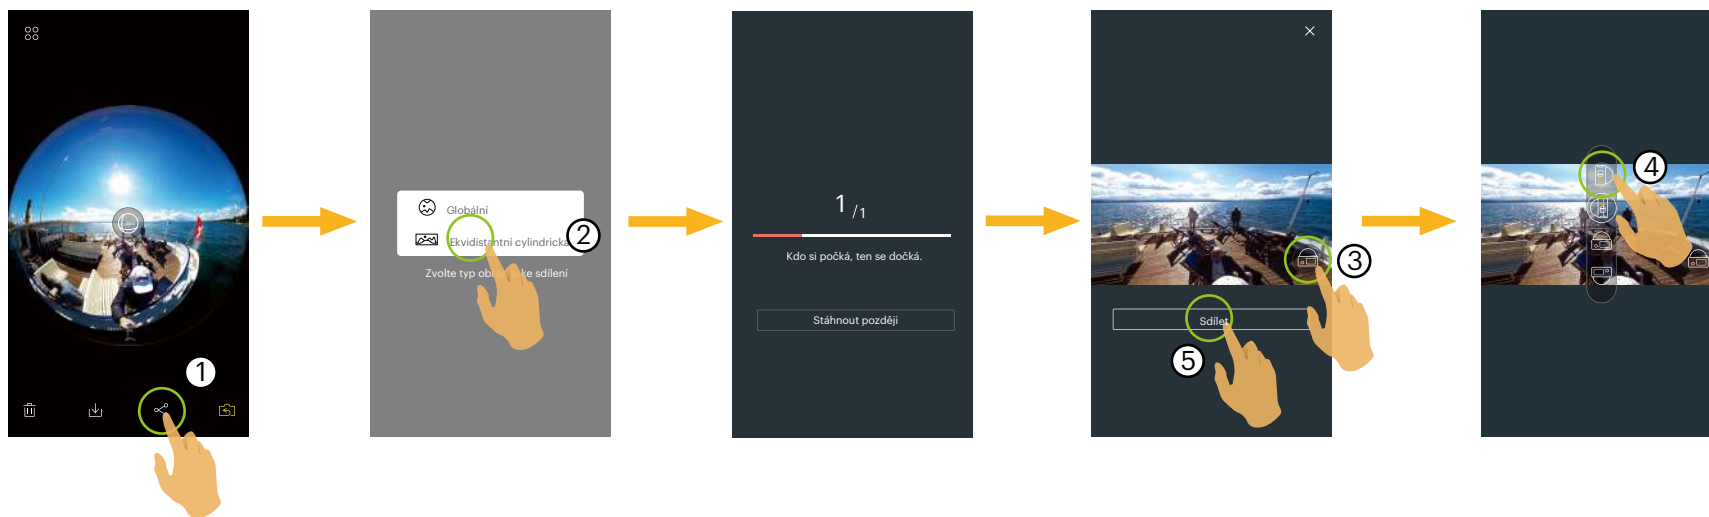 1
Globální
Ekvidistantní cylindrická
2
Zvolte typ obrázku ke sdílení
1 /1
Kdo si počká, ten se dočká.
Stáhnout později
3
Sdílet
5
4